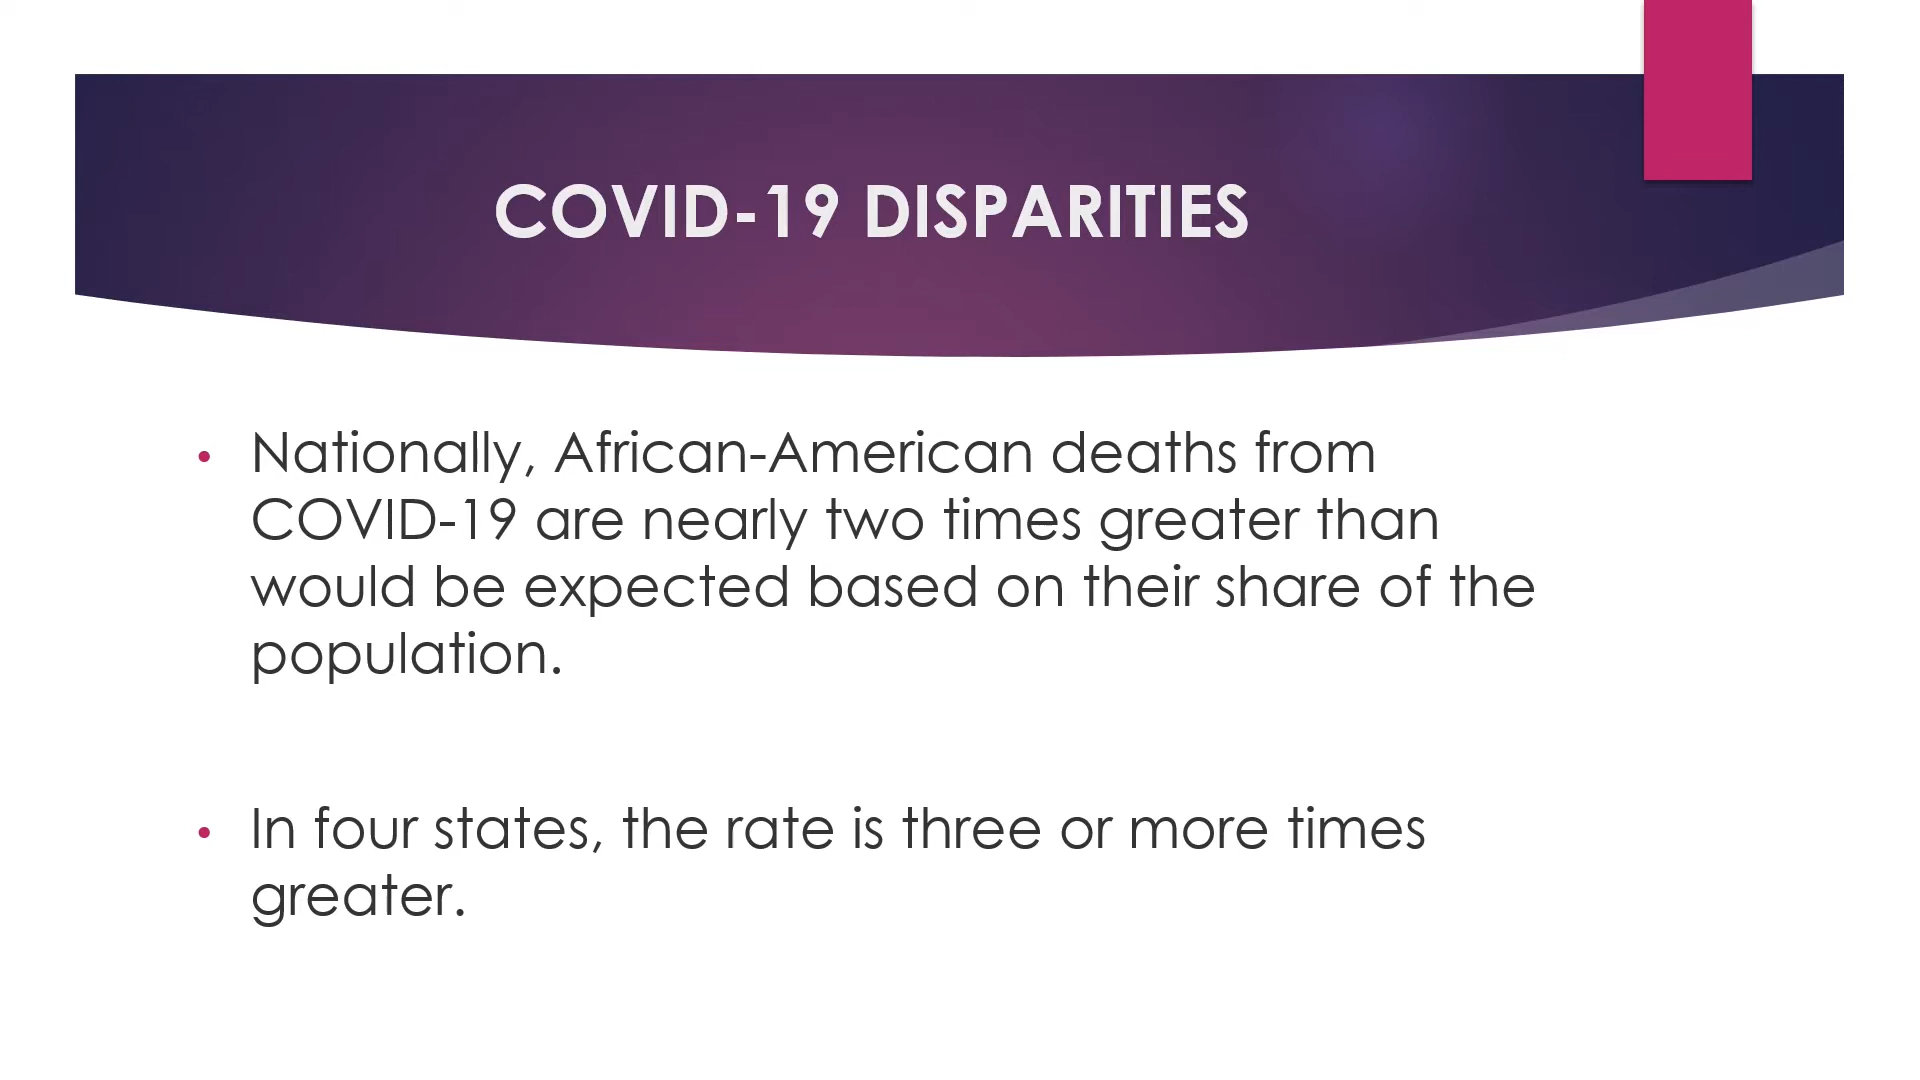 COVID-19 DISPARITIES
• Nationally, African-American deaths from
COVID-19 are nearly two times greater than
would be expected based on their share of the
population.
• In four states, the rate is three or more times
greater.